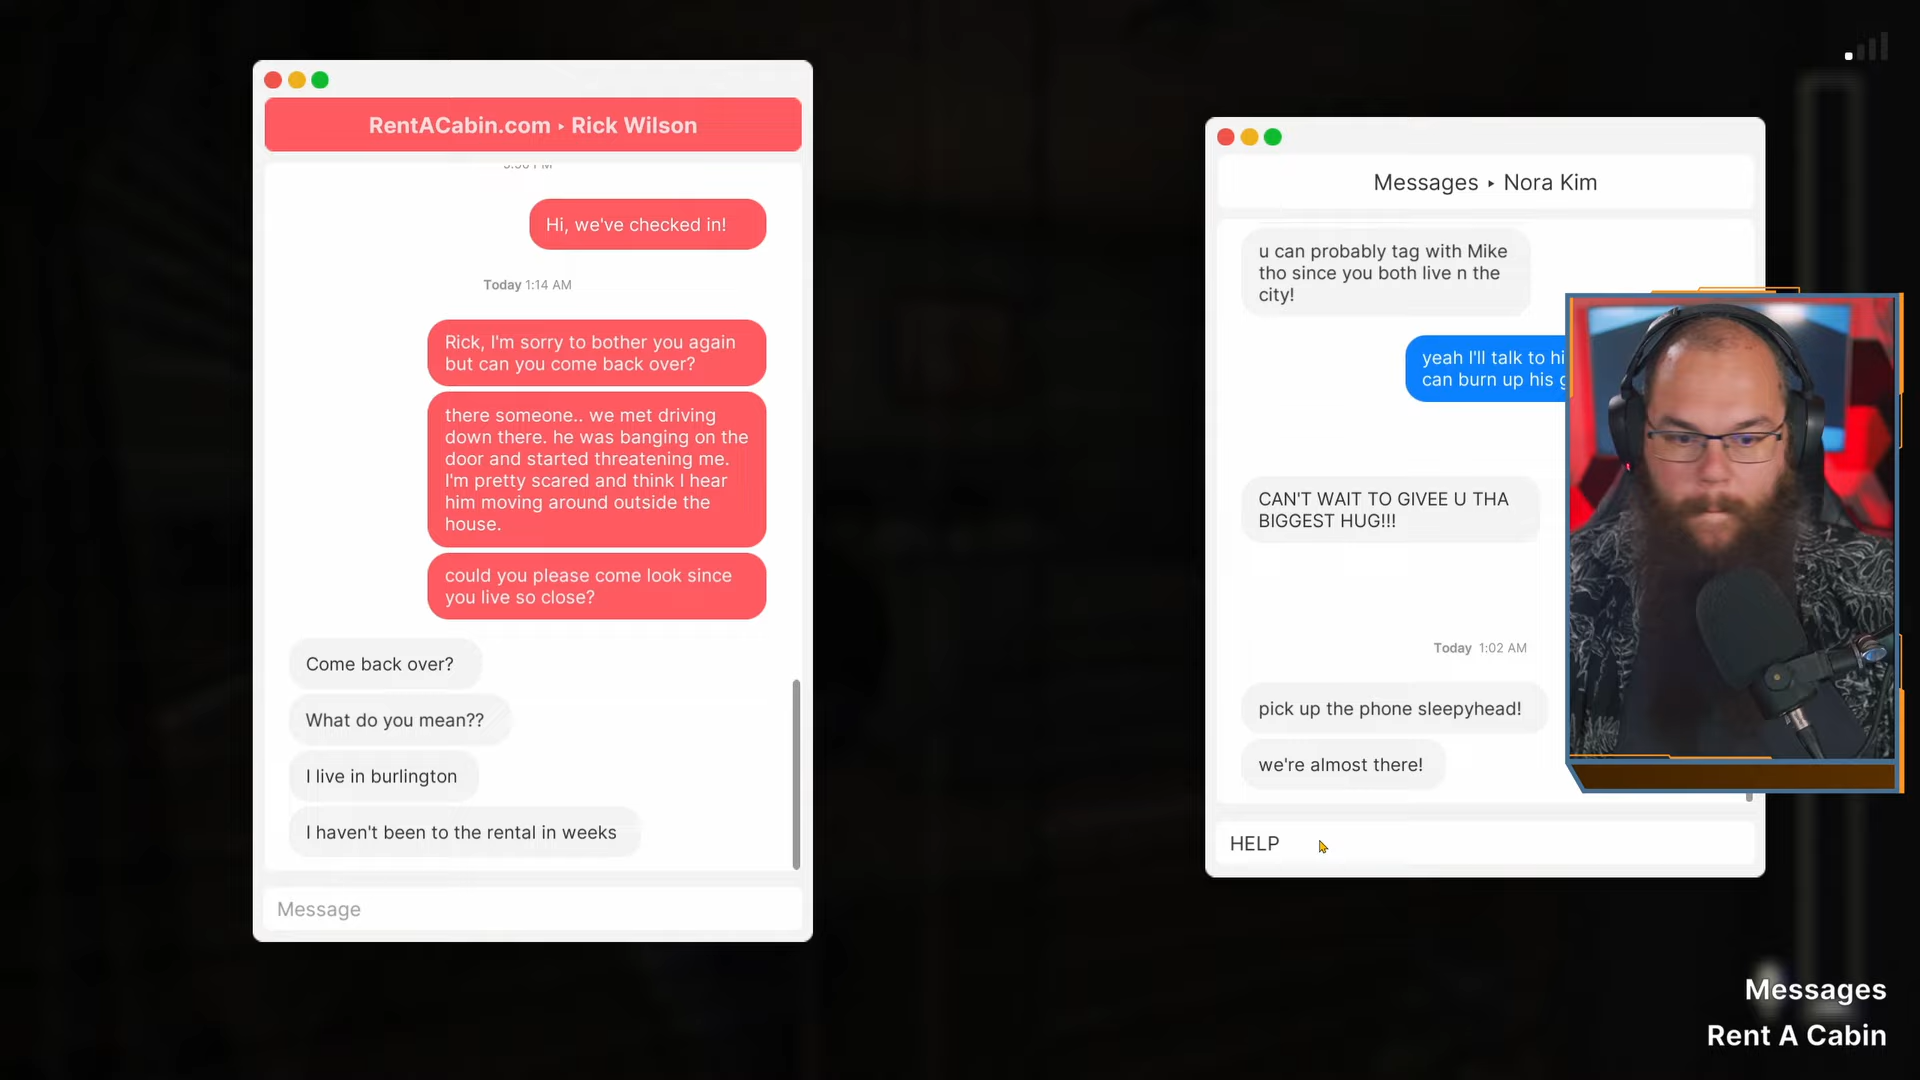 RentACabin.com ▸ Rick Wilson
Hi, we've checked in!
Today 1:14 AM
Rick, I'm sorry to bother you again
but can you come back over?
there someone.. we met driving
down there. he was banging on the
door and started threatening me.
I'm pretty scared and think I hear
him moving around outside the
house.
could you please come look since
you live so close?
Come back over?
What do you mean??
I live in burlington
I haven't been to the rental in weeks
Message
Messages ▸ Nora Kim
u can probably tag with Mike
tho since you both live n the
city!
yeah I'll talk to hi
can burn up his g
CAN'T WAIT TO GIVEE U THA
BIGGEST HUG!!!
Today 1:02 AM
pick up the phone sleepyhead!
we're almost there!
HELP
Messages
Rent A Cabin